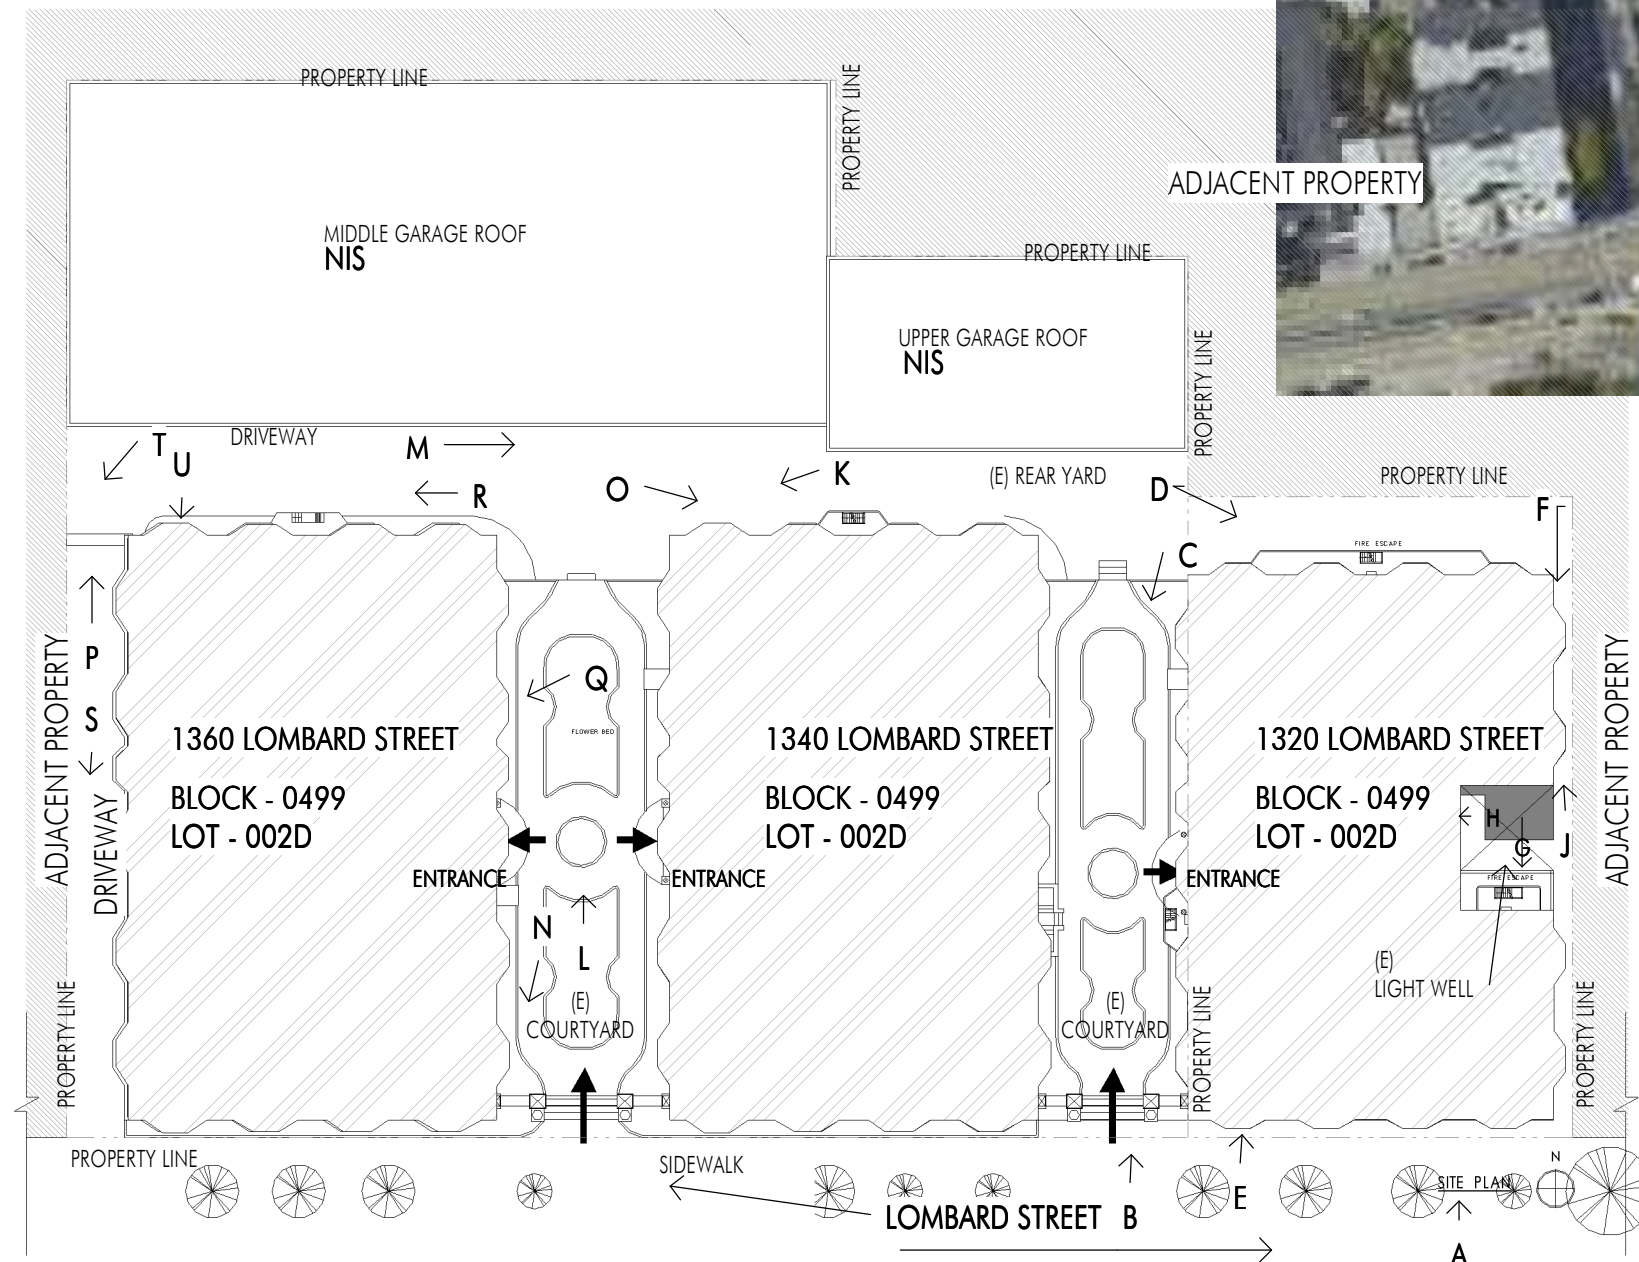 PROPERTY LINE
PROPERTY LINE
ADJACENT PROPERTY
MIDDLE GARAGE ROOF
NIS
PROPERTY LINE
UPPER GARAGE ROOF
NIS
PROPERTY LINE
T
U
DRIVEWAY
M
R
O
K
(E) REAR YARD
D
PROPERTY LINE
F
FIRE ESCAPE
C
P
S
ADJACENT PROPERTY
DRIVEWAY
Q
FLOWER BED
1360 LOMBARD STREET
BLOCK - 0499
LOT - 002D
1340 LOMBARD STREET
BLOCK - 0499
LOT - 002D
1320 LOMBARD STREET
BLOCK - 0499
LOT - 002D
H
G
J
FIRE ESCAPE
ADJACENT PROPERTY
ENTRANCE
ENTRANCE
ENTRANCE
N
L
(E)
COURTYARD
(E)
COURTYARD
(E)
LIGHT WELL
PROPERTY LINE
PROPERTY LINE
PROPERTY LINE
PROPERTY LINE
SIDEWALK
N
SITE PLAN
LOMBARD STREET
B
E
A